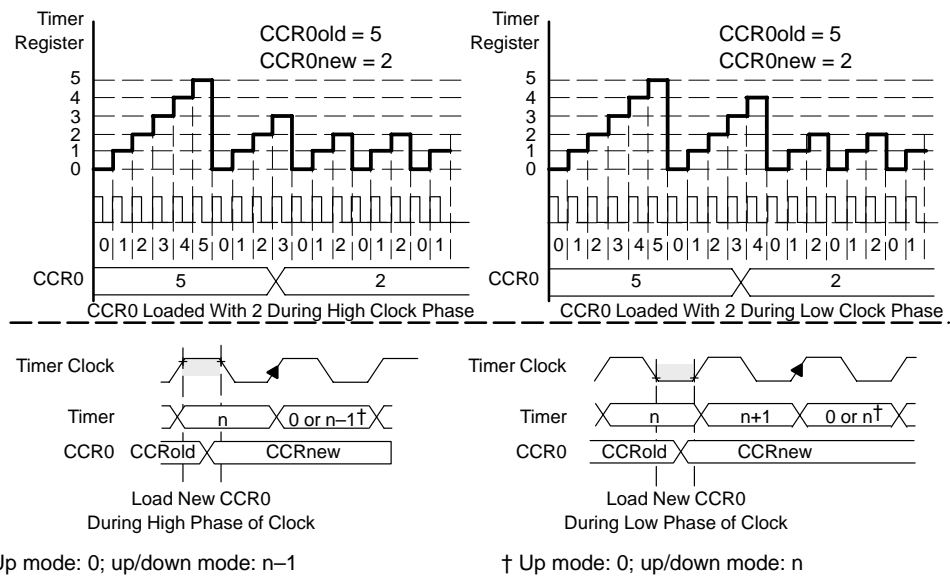 Timer
Register
CCR0old = 5
CCR0new = 2
5
4
3
2
1
0
0 1 2 3 4 5 0 1 2 3 0 1 2 0 1 2 0 1
CCR0
5
2
CCR0 Loaded With 2 During High Clock Phase
Timer
Register
CCR0old = 5
CCR0new = 2
5
4
3
2
1
0
0 1 2 3 4 5 0 1 2 3 4 0 1 2 0 1 2 0 1
CCR0
5
2
CCR0 Loaded With 2 During Low Clock Phase
Timer Clock
Timer
n
0 or n–1†
CCR0
CCRold
CCRnew
Load New CCR0
During High Phase of Clock
Up mode: 0; up/down mode: n–1
Timer Clock
Timer
n
n+1
0 or n†
CCR0
CCRold
CCRnew
Load New CCR0
During Low Phase of Clock
† Up mode: 0; up/down mode: n